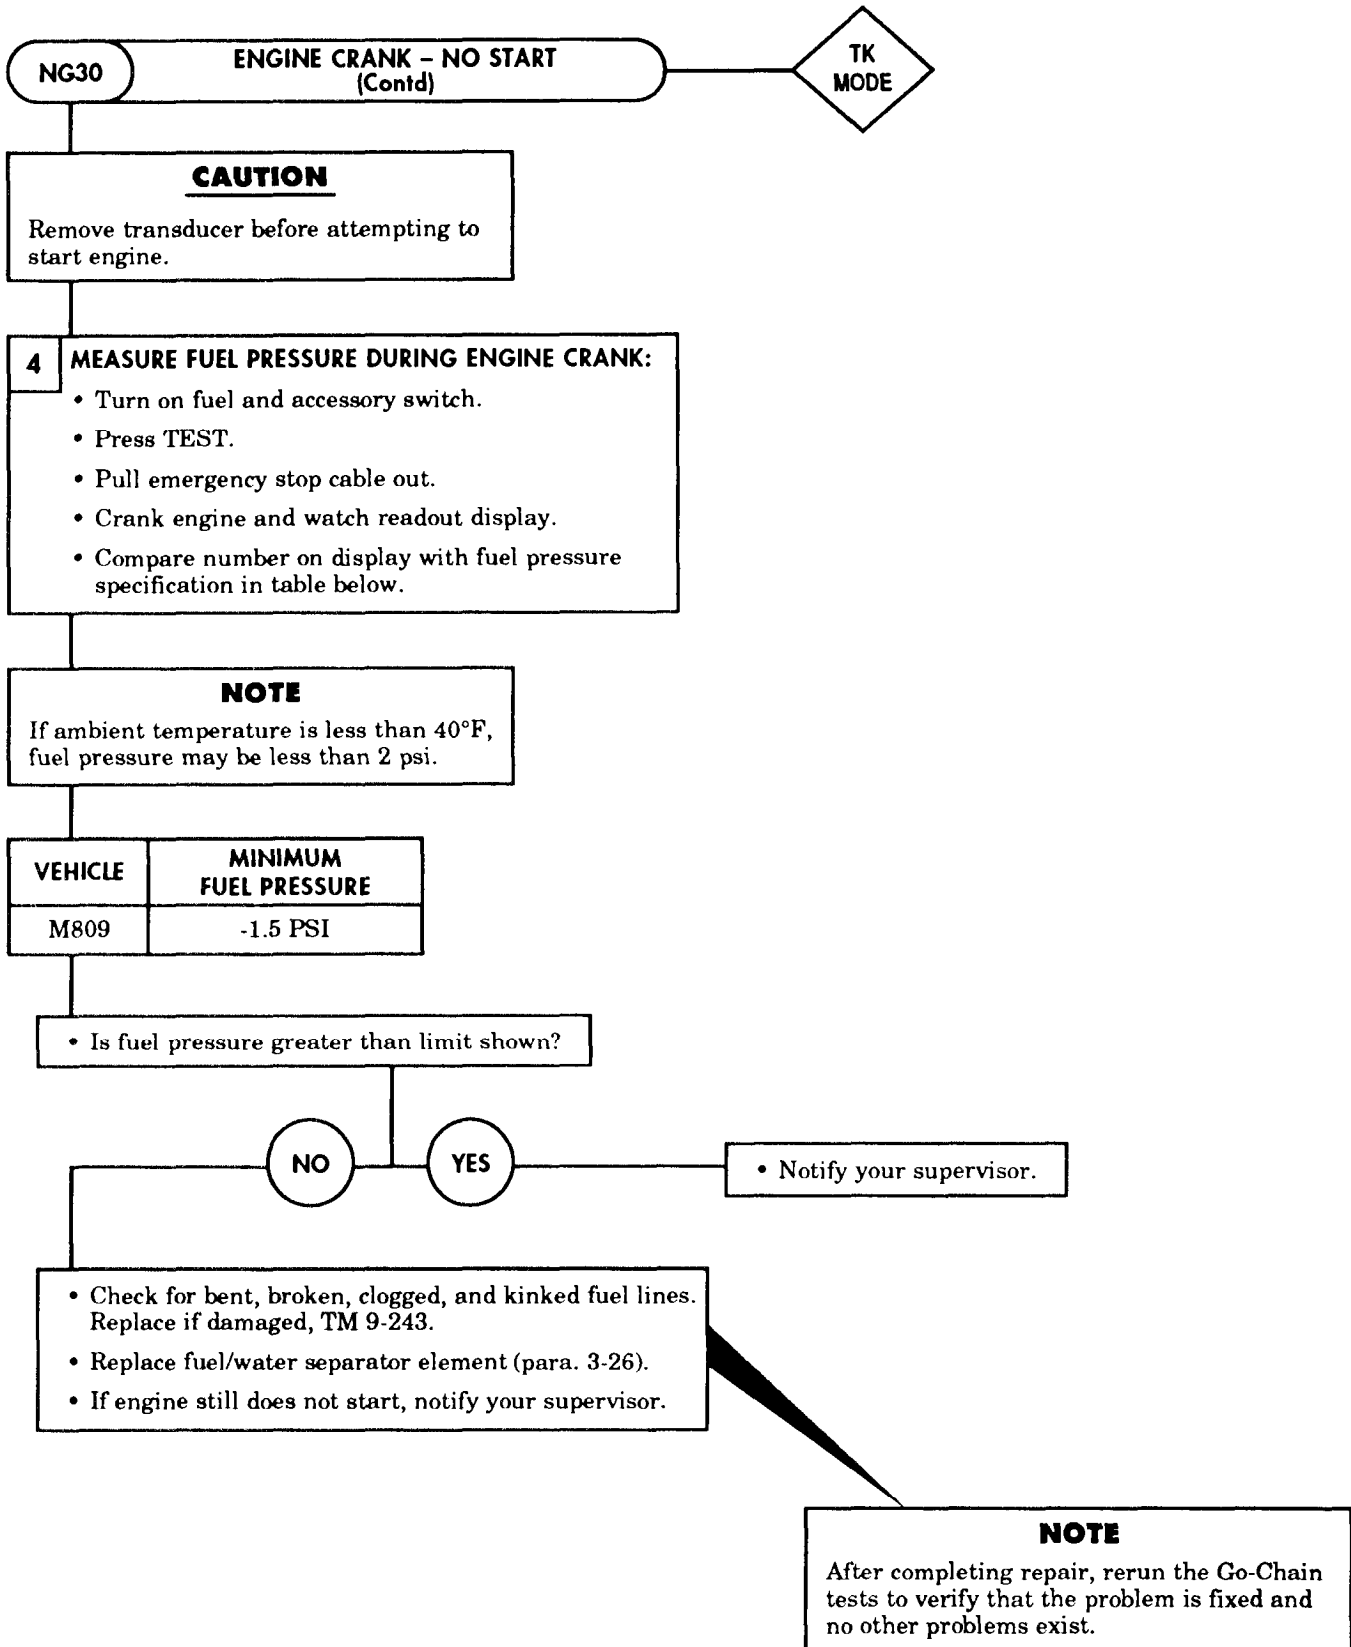 NG30
ENGINE CRANK – NO START
(Contd)
TK
MODE
CAUTION
Remove transducer before attempting to
start engine.
4
MEASURE FUEL PRESSURE DURING ENGINE CRANK:
• Turn on fuel and accessory switch.
• Press TEST.
• Pull emergency stop cable out.
• Crank engine and watch readout display.
• Compare number on display with fuel pressure
specification in table below.
NOTE
If ambient temperature is less than 40°F,
fuel pressure may be less than 2 psi.
VEHICLE
MINIMUM
FUEL PRESSURE
M809
-1.5 PSI
• Is fuel pressure greater than limit shown?
NO
YES
• Notify your supervisor.
• Check for bent, broken, clogged, and kinked fuel lines.
Replace if damaged, TM 9-243.
• Replace fuel/water separator element (para. 3-26).
• If engine still does not start, notify your supervisor.
NOTE
After completing repair, rerun the Go-Chain
tests to verify that the problem is fixed and
no other problems exist.